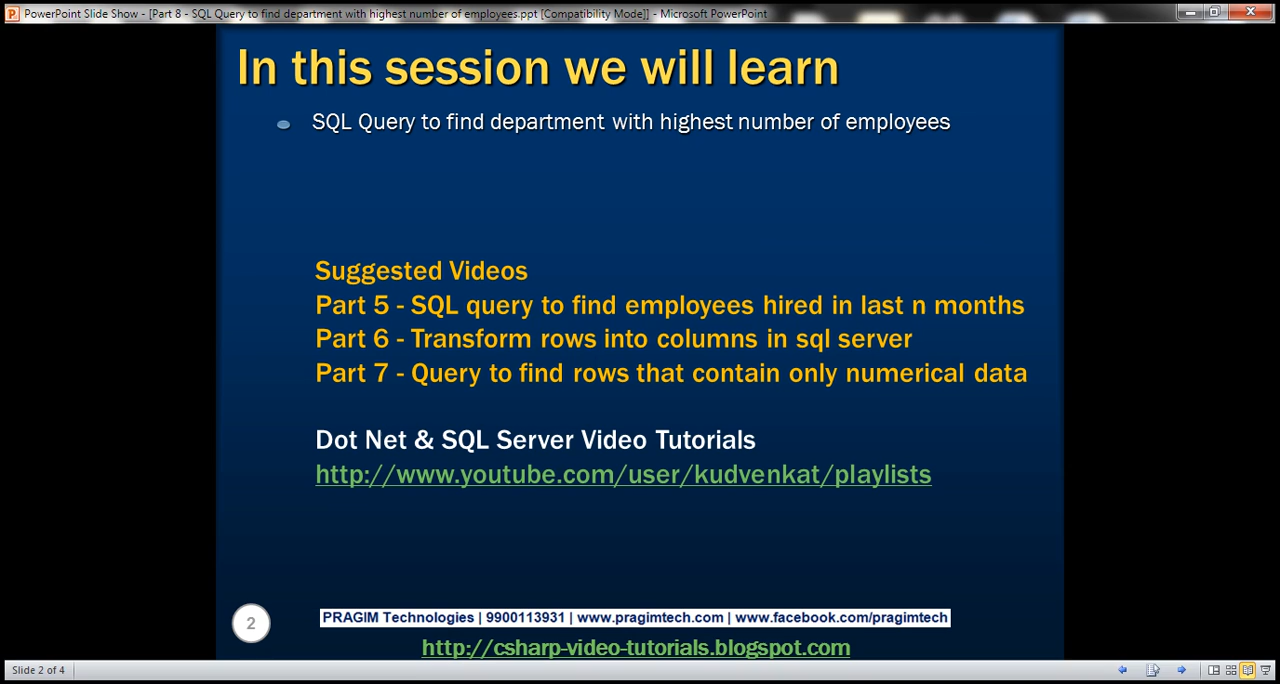 PowerPoint Slide Show - [Part 8 - SQL Query to find department with highest number of employees.ppt [Compatibility Mode]] - Microsoft PowerPoint
In this session we will learn
SQL Query to find department with highest number of employees
Suggested Videos
Part 5 - SQL query to find employees hired in last n months
Part 6 - Transform rows into columns in sql server
Part 7 - Query to find rows that contain only numerical data
Dot Net & SQL Server Video Tutorials
http://www.youtube.com/user/kudvenkat/playlists
2
PRAGIM Technologies | 9900113931 | www.pragimtech.com | www.facebook.com/pragimtech
http://csharp-video-tutorials.blogspot.com
Slide 2 of 4